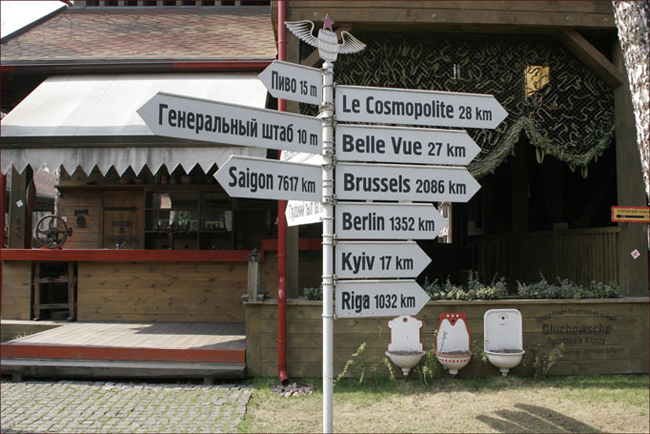 Пиво 15 m
Генеральный штаб 10 m
Saigon 7617 km
Le Cosmopolite 28 km
Belle Vue 27 km
Brussels 2086 km
Berlin 1352 km
Kyiv 17 km
Riga 1032 km
Gluchowsche